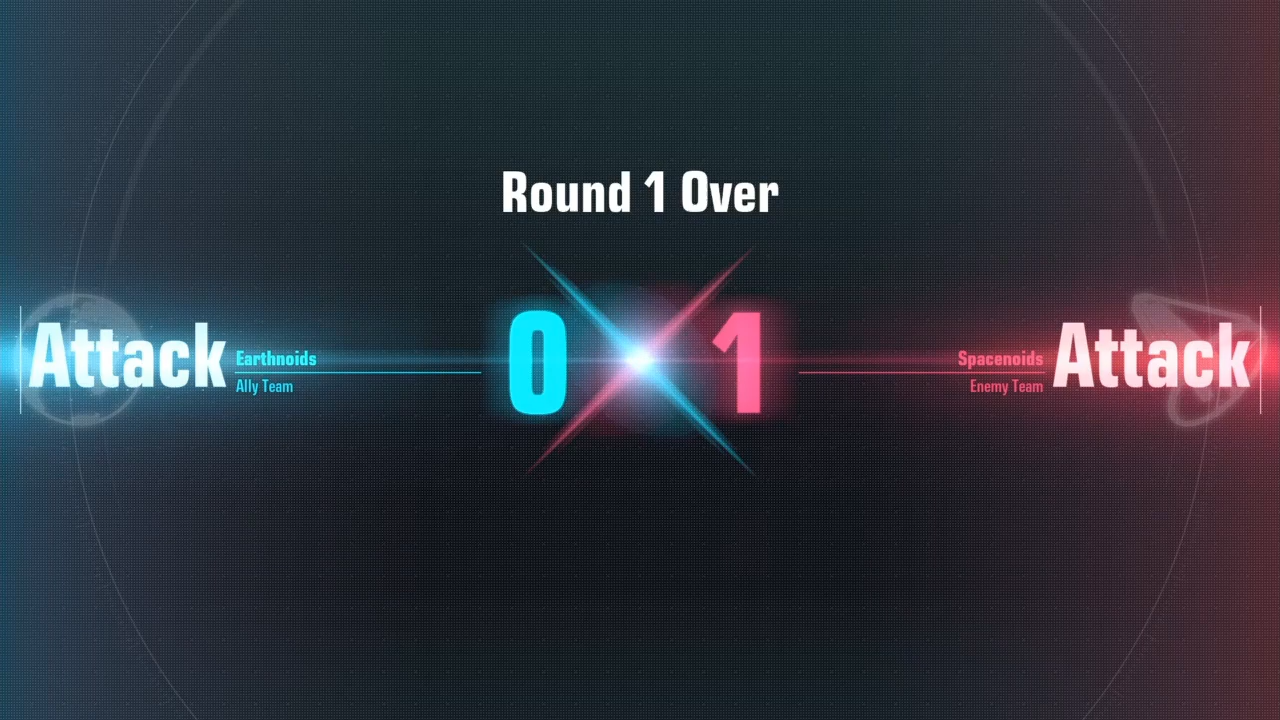 Round 1 Over
0 1
Attack
Earthnoids
Ally Team
Spacenoids
Enemy Team
Attack